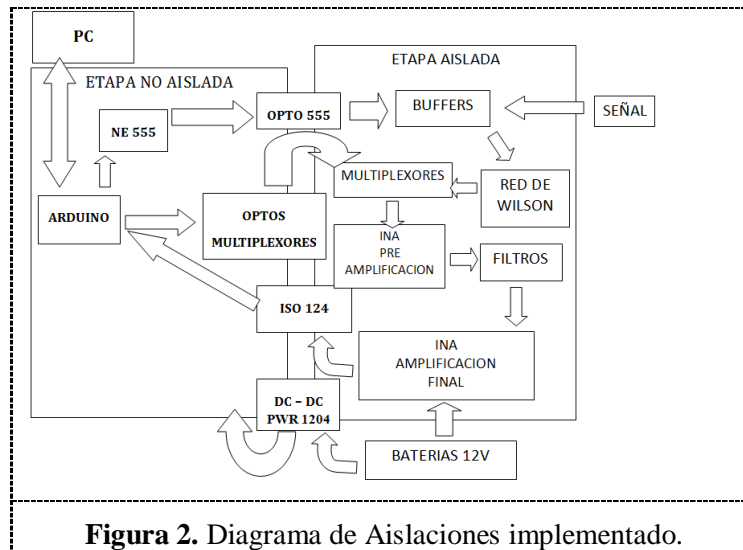 PC
ETAPA NO AISLADA
ETAPA AISLADA
NE 555
OPTO 555
BUFFERS
SEÑAL
ARDUINO
OPTOS
MULTIPLEXORES
MULTIPLEXORES
RED DE
WILSON
INA
PRE
AMPLIFICACION
FILTROS
ISO 124
INA
AMPLIFICACION
FINAL
DC – DC
PWR 1204
BATERIAS 12V
Figura 2. Diagrama de Aislaciones implementado.